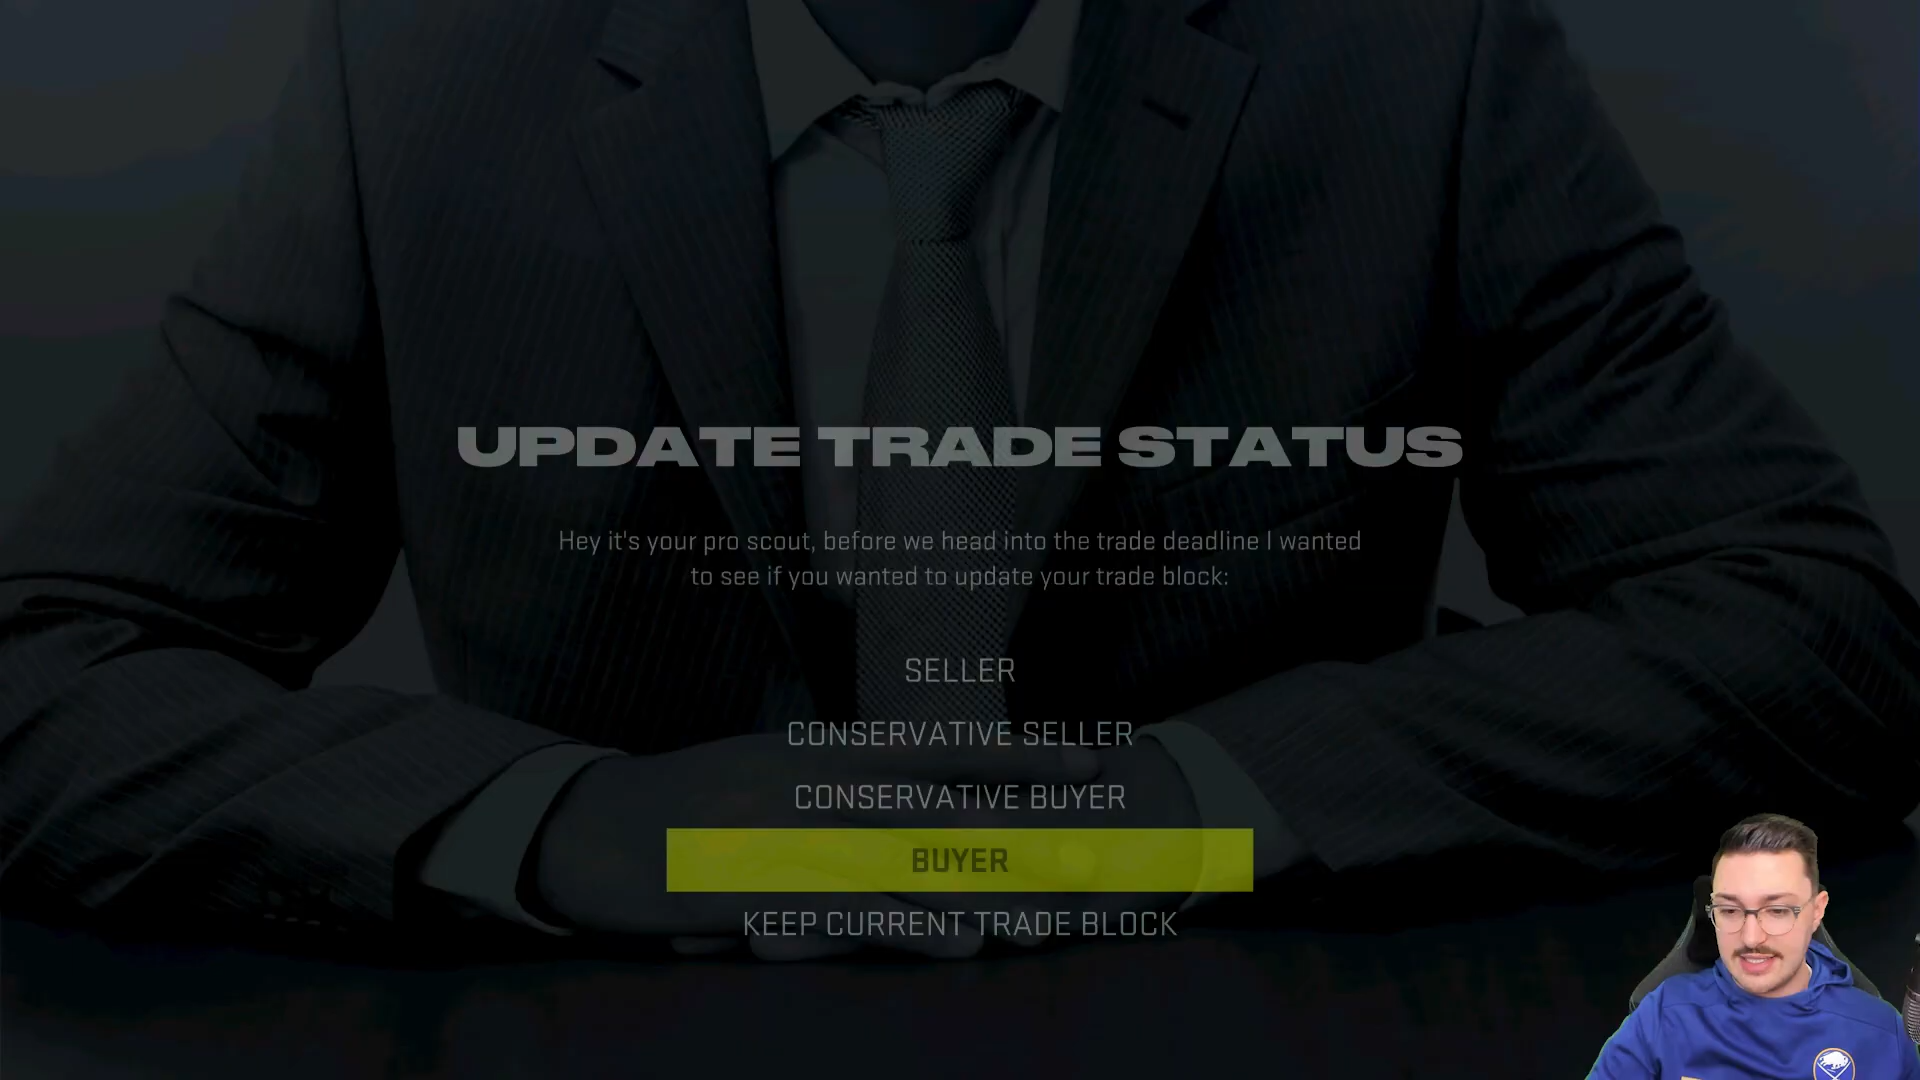 UPDATE TRADE STATUS
Hey it's your pro scout, before we head into the trade deadline I wanted
to see if you wanted to update your trade block:
SELLER
CONSERVATIVE SELLER
CONSERVATIVE BUYER
BUYER
KEEP CURRENT TRADE BLOCK